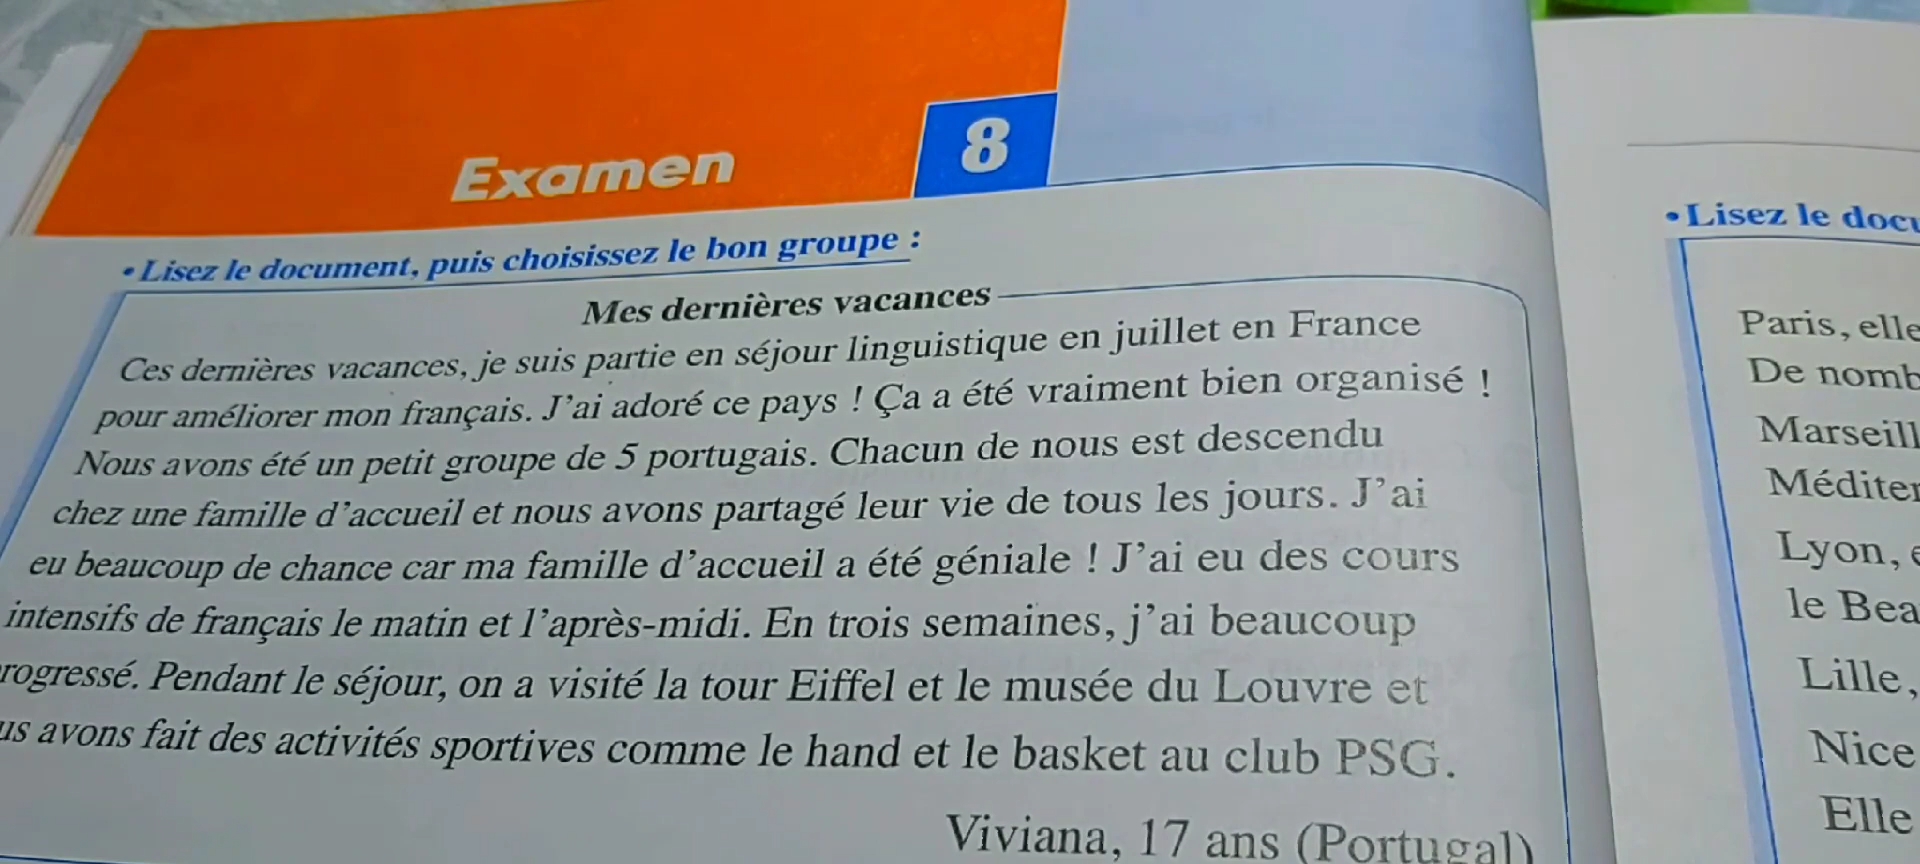 Examen
8
• Lisez le document, puis choisissez le bon groupe :
Mes dernières vacances
Ces dernières vacances, je suis partie en séjour linguistique en juillet en France
pour améliorer mon français. J'ai adoré ce pays ! Ça a été vraiment bien organisé !
Nous avons été un petit groupe de 5 portugais. Chacun de nous est descendu
chez une famille d'accueil et nous avons partagé leur vie de tous les jours. J'ai
eu beaucoup de chance car ma famille d'accueil a été géniale ! J'ai eu des cours
intensifs de français le matin et l'après-midi. En trois semaines, j'ai beaucoup
rogressé. Pendant le séjour, on a visité la tour Eiffel et le musée du Louvre et
us avons fait des activités sportives comme le hand et le basket au club PSG.
Viviana, 17 ans (Portugal)
• Lisez le docu
Paris, elle
De nomb
Marseill
Méditer
Lyon,
le Bea
Lille,
Nice
Elle